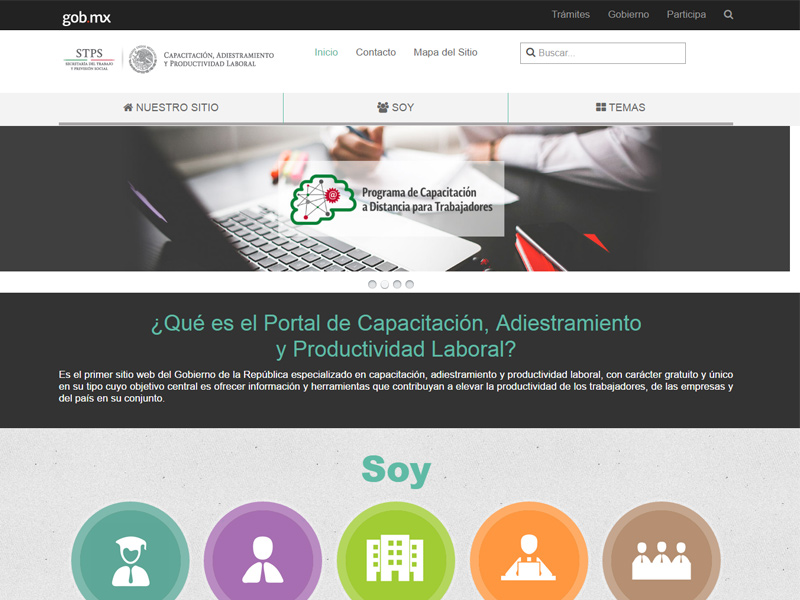 gob mx
Trámites Gobierno Participa
STPS
SECRETARÍA DEL TRABAJO
Y PREVISIÓN SOCIAL
CAPACITACIÓN, ADIESTRAMIENTO
Y PRODUCTIVIDAD LABORAL
Inicio Contacto Mapa del Sitio
Buscar...
NUESTRO SITIO
SOY
TEMAS
@
Programa de Capacitación
a Distancia para Trabajadores
¿Qué es el Portal de Capacitación, Adiestramiento
y Productividad Laboral?
Es el primer sitio web del Gobierno de la República especializado en capacitación, adiestramiento y productividad laboral, con carácter gratuito y único
en su tipo cuyo objetivo central es ofrecer información y herramientas que contribuyan a elevar la productividad de los trabajadores, de las empresas y
del país en su conjunto.
Soy